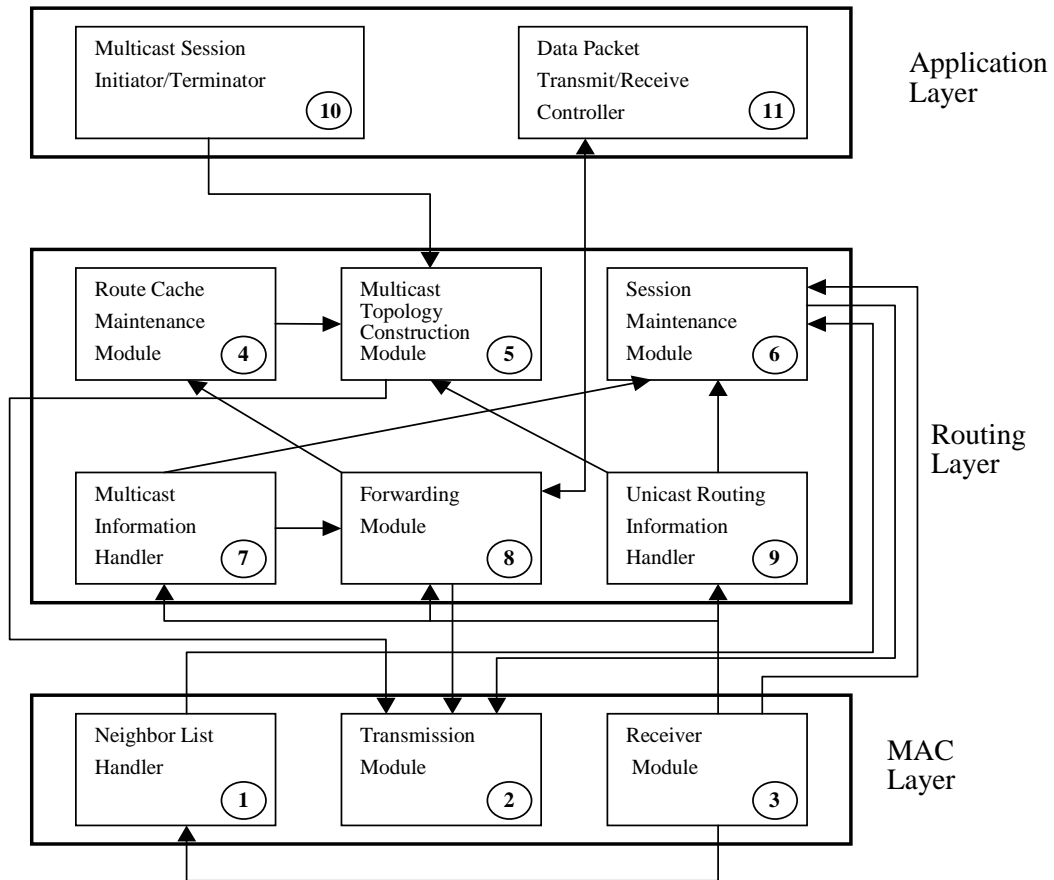 Multicast Session
Initiator/Terminator
10
Data Packet
Transmit/Receive
Controller
11
Application
Layer
Route Cache
Maintenance
Module
4
Multicast
Topology
Construction
Module
5
Session
Maintenance
Module
6
Multicast
Information
Handler
7
Forwarding
Module
8
Unicast Routing
Information
Handler
9
Routing
Layer
Neighbor List
Handler
1
Transmission
Module
2
Receiver
Module
3
MAC
Layer